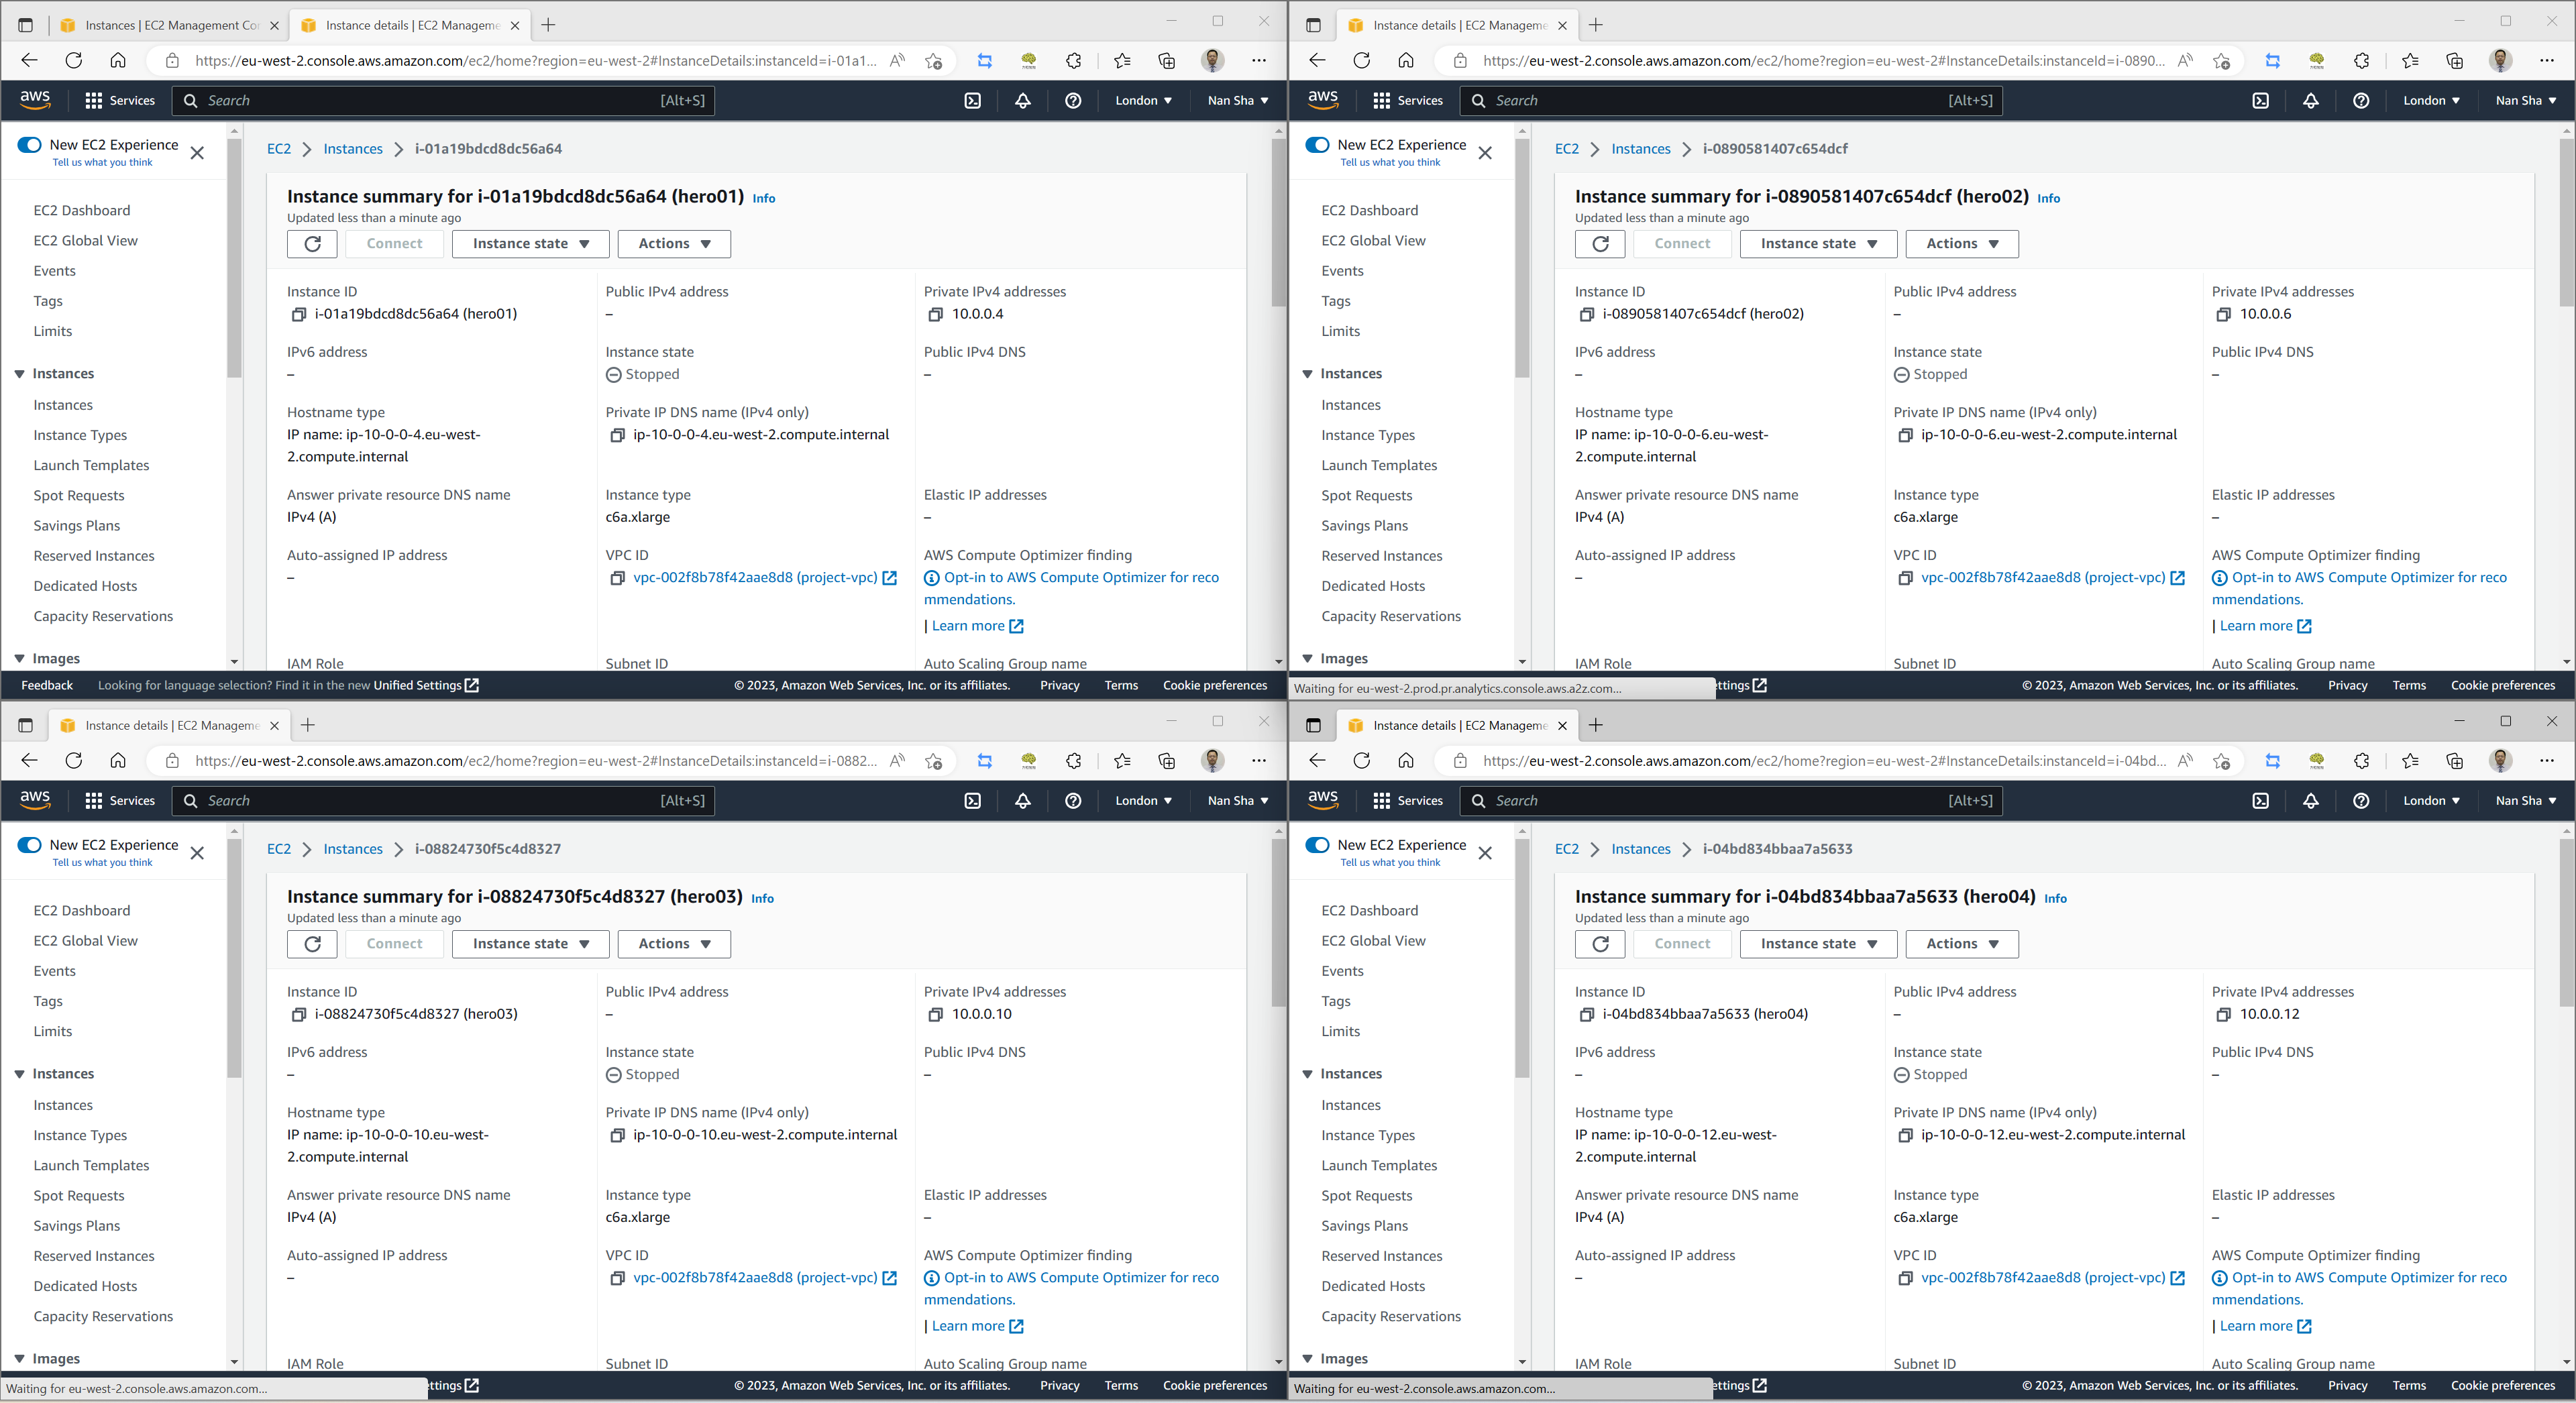 Instances | EC2 Management Co
Instance details | EC2 Manageme
https://eu-west-2.console.aws.amazon.com/ec2/home?region=eu-west-2#InstanceDetails:instanceId=i-01a1...
aws
Services
Search
[Alt+S]
London
Nan Sha
New EC2 Experience
Tell us what you think
EC2 Dashboard
EC2 Global View
Events
Tags
Limits
Instances
Instances
Instance Types
Launch Templates
Spot Requests
Savings Plans
Reserved Instances
Dedicated Hosts
Capacity Reservations
Images
EC2 > Instances > i-01a19bdcd8dc56a64
Instance summary for i-01a19bdcd8dc56a64 (hero01) Info
Updated less than a minute ago
Connect
Instance state
Actions
Instance ID
i-01a19bdcd8dc56a64 (hero01)
Public IPv4 address
–
Private IPv4 addresses
10.0.0.4
IPv6 address
–
Instance state
Stopped
Public IPv4 DNS
–
Hostname type
IP name: ip-10-0-0-4.eu-west-
2.compute.internal
Private IP DNS name (IPv4 only)
ip-10-0-0-4.eu-west-2.compute.internal
Answer private resource DNS name
IPv4 (A)
Instance type
c6a.xlarge
Elastic IP addresses
–
Auto-assigned IP address
–
VPC ID
vpc-002f8b78f42aae8d8 (project-vpc)
AWS Compute Optimizer finding
Opt-in to AWS Compute Optimizer for reco
mmendations.
| Learn more
IAM Role
Subnet ID
Auto Scaling Group name
Feedback
Looking for language selection? Find it in the new Unified Settings
© 2023, Amazon Web Services, Inc. or its affiliates.
Privacy
Terms
Cookie preferences
Instance details | EC2 Manageme
https://eu-west-2.console.aws.amazon.com/ec2/home?region=eu-west-2#InstanceDetails:instanceId=i-0890...
aws
Services
Search
[Alt+S]
London
Nan Sha
New EC2 Experience
Tell us what you think
EC2 Dashboard
EC2 Global View
Events
Tags
Limits
Instances
Instances
Instance Types
Launch Templates
Spot Requests
Savings Plans
Reserved Instances
Dedicated Hosts
Capacity Reservations
Images
EC2 > Instances > i-0890581407c654dcf
Instance summary for i-0890581407c654dcf (hero02) Info
Updated less than a minute ago
Connect
Instance state
Actions
Instance ID
i-0890581407c654dcf (hero02)
Public IPv4 address
–
Private IPv4 addresses
10.0.0.6
IPv6 address
–
Instance state
Stopped
Public IPv4 DNS
–
Hostname type
IP name: ip-10-0-0-6.eu-west-
2.compute.internal
Private IP DNS name (IPv4 only)
ip-10-0-0-6.eu-west-2.compute.internal
Answer private resource DNS name
IPv4 (A)
Instance type
c6a.xlarge
Elastic IP addresses
–
Auto-assigned IP address
–
VPC ID
vpc-002f8b78f42aae8d8 (project-vpc)
AWS Compute Optimizer finding
Opt-in to AWS Compute Optimizer for reco
mmendations.
| Learn more
IAM Role
Subnet ID
Auto Scaling Group name
Waiting for eu-west-2.prod.pr.analytics.console.aws.a2z.com...
ettings
© 2023, Amazon Web Services, Inc. or its affiliates.
Privacy
Terms
Cookie preferences
Instance details | EC2 Manageme
https://eu-west-2.console.aws.amazon.com/ec2/home?region=eu-west-2#InstanceDetails:instanceId=i-0882...
aws
Services
Search
[Alt+S]
London
Nan Sha
New EC2 Experience
Tell us what you think
EC2 Dashboard
EC2 Global View
Events
Tags
Limits
Instances
Instances
Instance Types
Launch Templates
Spot Requests
Savings Plans
Reserved Instances
Dedicated Hosts
Capacity Reservations
Images
EC2 > Instances > i-08824730f5c4d8327
Instance summary for i-08824730f5c4d8327 (hero03) Info
Updated less than a minute ago
Connect
Instance state
Actions
Instance ID
i-08824730f5c4d8327 (hero03)
Public IPv4 address
–
Private IPv4 addresses
10.0.0.10
IPv6 address
–
Instance state
Stopped
Public IPv4 DNS
–
Hostname type
IP name: ip-10-0-0-10.eu-west-
2.compute.internal
Private IP DNS name (IPv4 only)
ip-10-0-0-10.eu-west-2.compute.internal
Answer private resource DNS name
IPv4 (A)
Instance type
c6a.xlarge
Elastic IP addresses
–
Auto-assigned IP address
–
VPC ID
vpc-002f8b78f42aae8d8 (project-vpc)
AWS Compute Optimizer finding
Opt-in to AWS Compute Optimizer for reco
mmendations.
| Learn more
IAM Role
Subnet ID
Auto Scaling Group name
Waiting for eu-west-2.console.aws.amazon.com...
ettings
© 2023, Amazon Web Services, Inc. or its affiliates.
Privacy
Terms
Cookie preferences
Instance details | EC2 Manageme
https://eu-west-2.console.aws.amazon.com/ec2/home?region=eu-west-2#InstanceDetails:instanceId=i-04bd...
aws
Services
Search
[Alt+S]
London
Nan Sha
New EC2 Experience
Tell us what you think
EC2 Dashboard
EC2 Global View
Events
Tags
Limits
Instances
Instances
Instance Types
Launch Templates
Spot Requests
Savings Plans
Reserved Instances
Dedicated Hosts
Capacity Reservations
Images
EC2 > Instances > i-04bd834bbaa7a5633
Instance summary for i-04bd834bbaa7a5633 (hero04) Info
Updated less than a minute ago
Connect
Instance state
Actions
Instance ID
i-04bd834bbaa7a5633 (hero04)
Public IPv4 address
–
Private IPv4 addresses
10.0.0.12
IPv6 address
–
Instance state
Stopped
Public IPv4 DNS
–
Hostname type
IP name: ip-10-0-0-12.eu-west-
2.compute.internal
Private IP DNS name (IPv4 only)
ip-10-0-0-12.eu-west-2.compute.internal
Answer private resource DNS name
IPv4 (A)
Instance type
c6a.xlarge
Elastic IP addresses
–
Auto-assigned IP address
–
VPC ID
vpc-002f8b78f42aae8d8 (project-vpc)
AWS Compute Optimizer finding
Opt-in to AWS Compute Optimizer for reco
mmendations.
| Learn more
IAM Role
Subnet ID
Auto Scaling Group name
Waiting for eu-west-2.console.aws.amazon.com...
ettings
© 2023, Amazon Web Services, Inc. or its affiliates.
Privacy
Terms
Cookie preferences